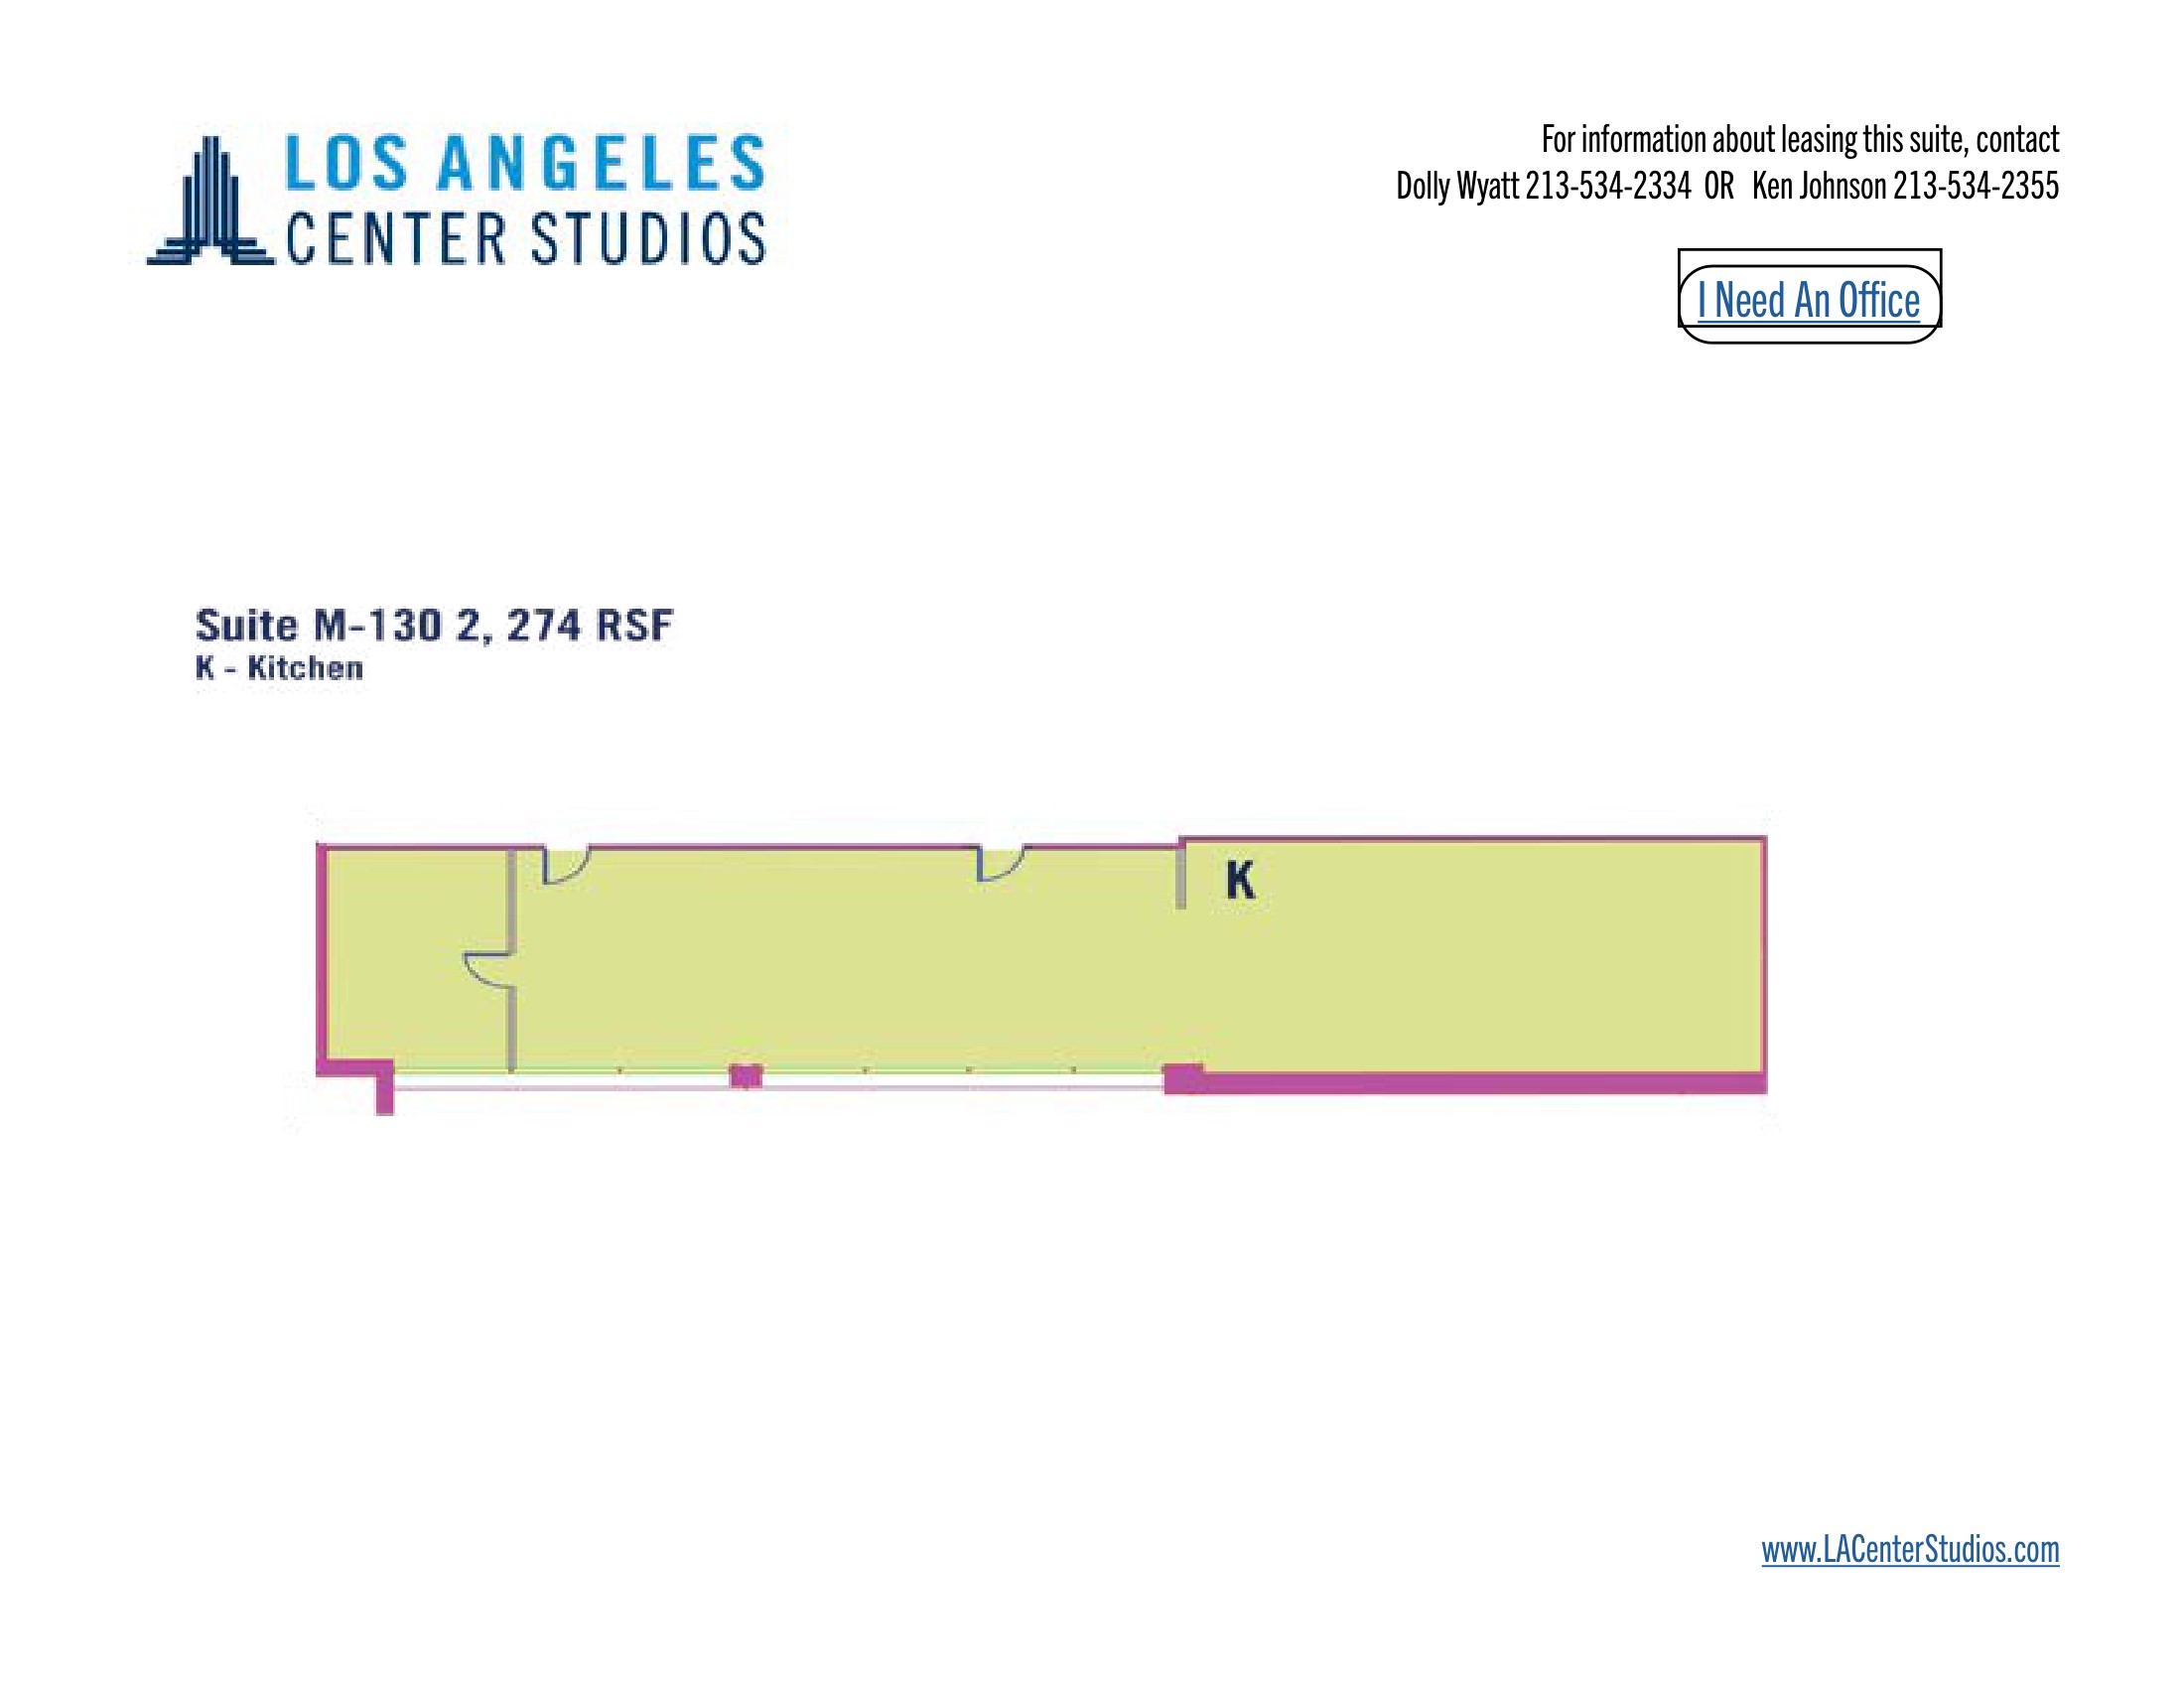 LOS ANGELES
CENTER STUDIOS
For information about leasing this suite, contact
Dolly Wyatt 213-534-2334 OR Ken Johnson 213-534-2355
I Need An Office
Suite M-130 2, 274 RSF
K - Kitchen
K
www.LACenterStudios.com